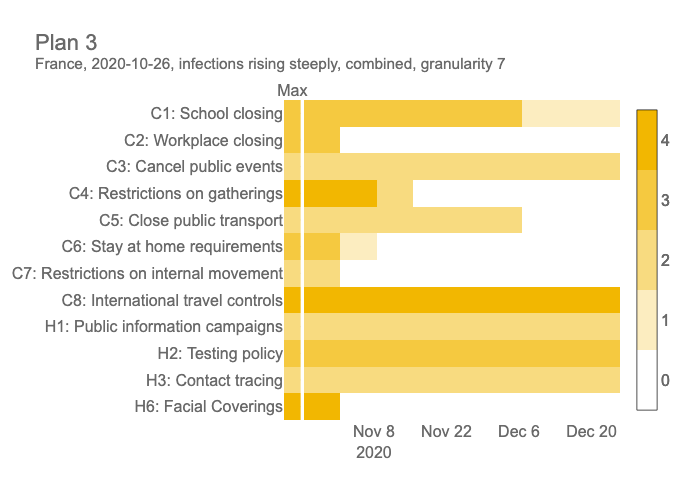 Plan 3
France, 2020-10-26, infections rising steeply, combined, granularity 7
Max
C1: School closing
C2: Workplace closing
C3: Cancel public events
C4: Restrictions on gatherings
C5: Close public transport
C6: Stay at home requirements
C7: Restrictions on internal movement
C8: International travel controls
H1: Public information campaigns
H2: Testing policy
H3: Contact tracing
H6: Facial Coverings
Nov 8 Nov 22 Dec 6 Dec 20
2020
4
3
2
1
0